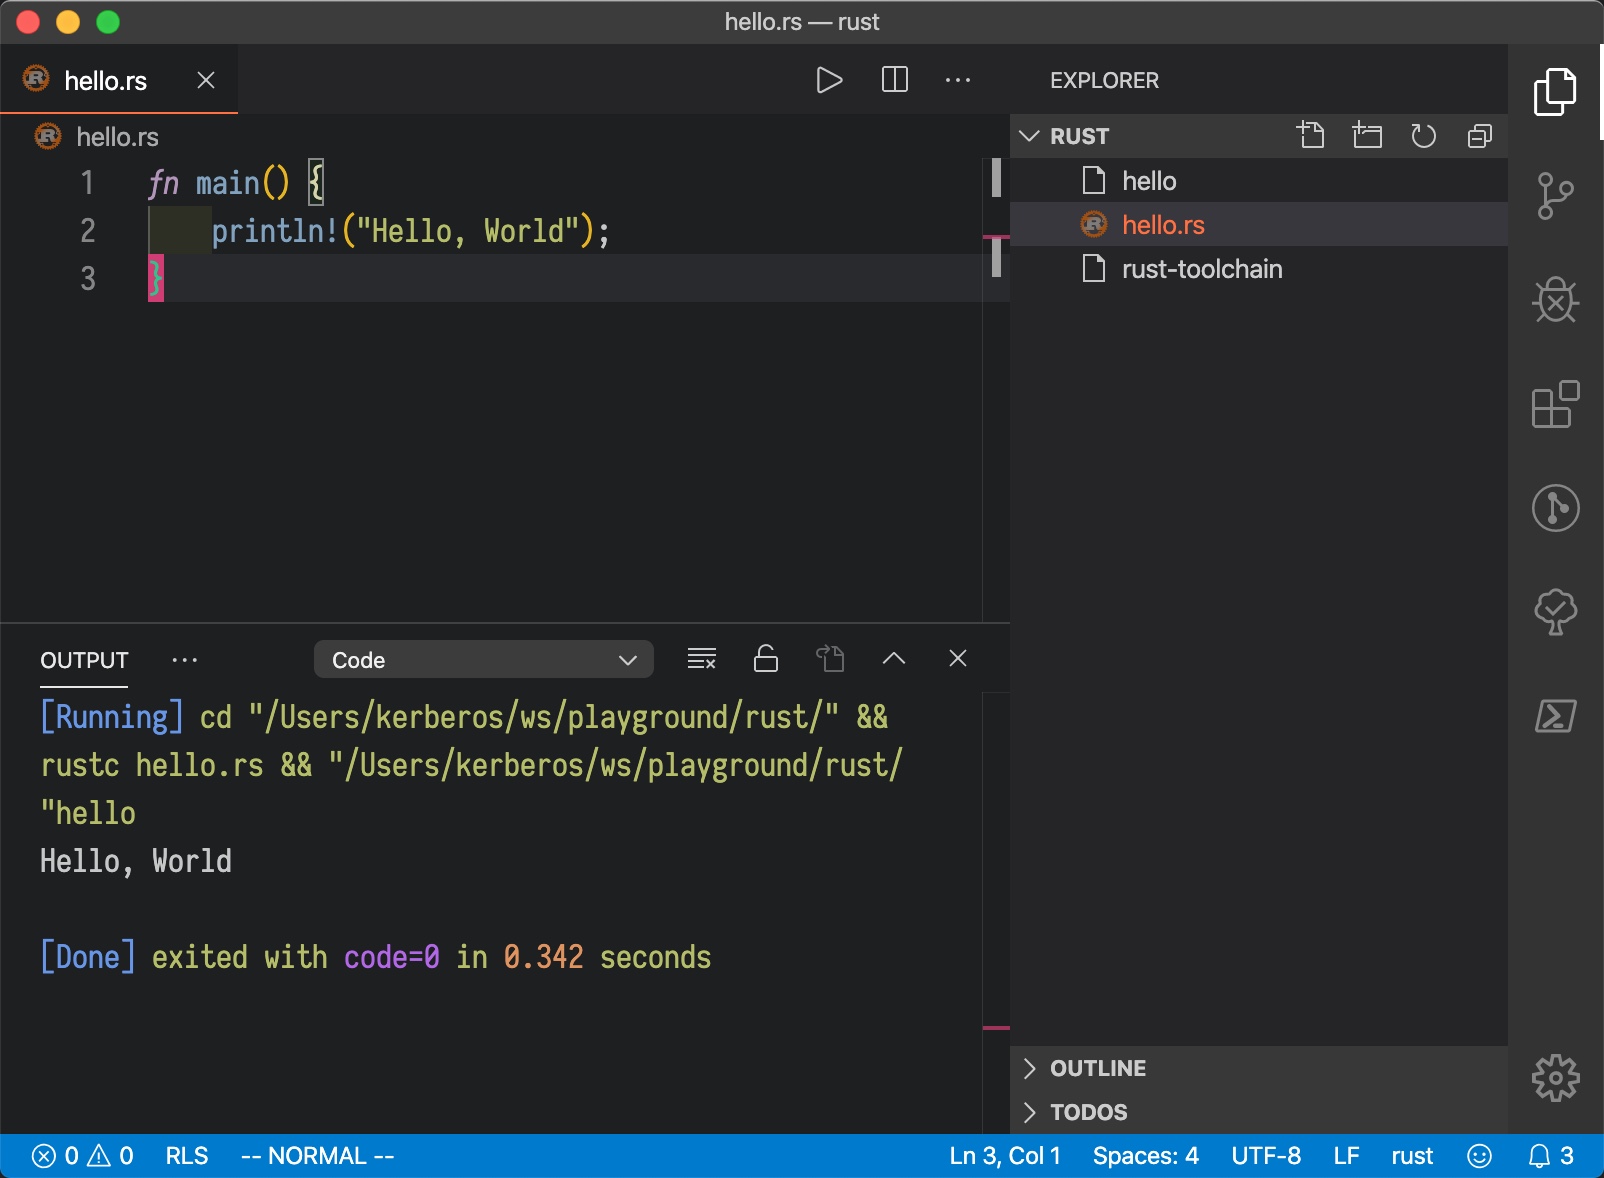 hello.rs — rust
hello.rs
hello.rs
1 fn main() {
2     println!("Hello, World");
3 }
EXPLORER
RUST
hello
hello.rs
rust-toolchain
OUTPUT ··· Code
[Running] cd "/Users/kerberos/ws/playground/rust/" &&
rustc hello.rs && "/Users/kerberos/ws/playground/rust/
"hello
Hello, World
[Done] exited with code=0 in 0.342 seconds
OUTLINE
TODOS
0 0 RLS -- NORMAL -- Ln 3, Col 1 Spaces: 4 UTF-8 LF rust 3